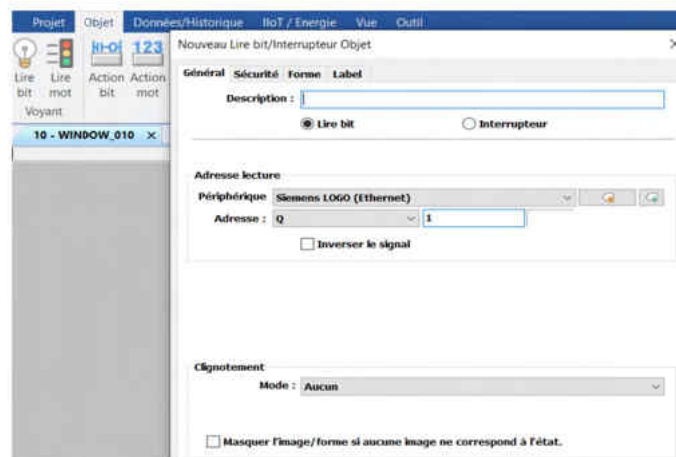 Projet Objet Données/Historique IIoT / Energie Vue Outil
123
Lire bit
Lire mot
Action bit
Action mot
Voyant
10 - WINDOW_010 ×
Nouveau Lire bit/Interrupteur Objet
Général Sécurité Forme Label
Description :
Lire bit Interrupteur
Adresse lecture
Périphérique Siemens LOGO (Ethernet)
Adresse : Q 1
Inverser le signal
Clignotement
Mode : Aucun
Masquer l'image/forme si aucune image ne correspond à l'état.